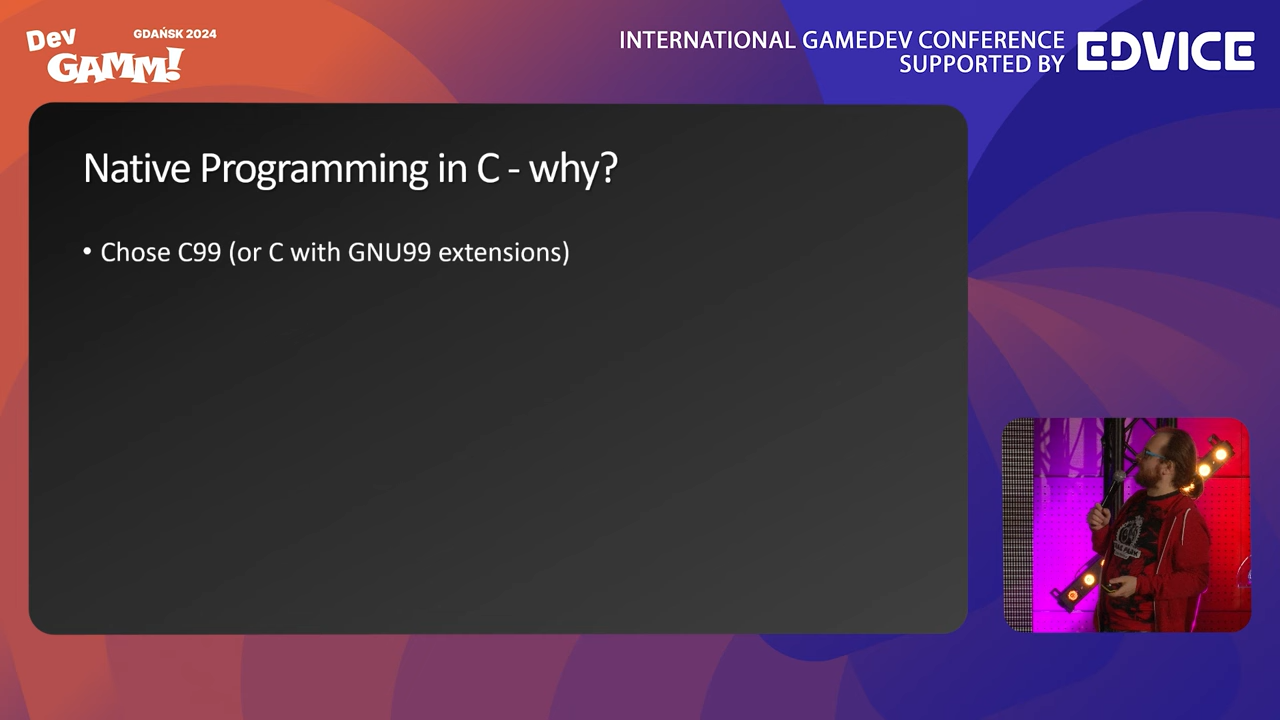 Dev
GAMM!
GDAŃSK 2024
INTERNATIONAL GAMEDEV CONFERENCE
SUPPORTED BY
EDVICE
Native Programming in C - why?
• Chose C99 (or C with GNU99 extensions)